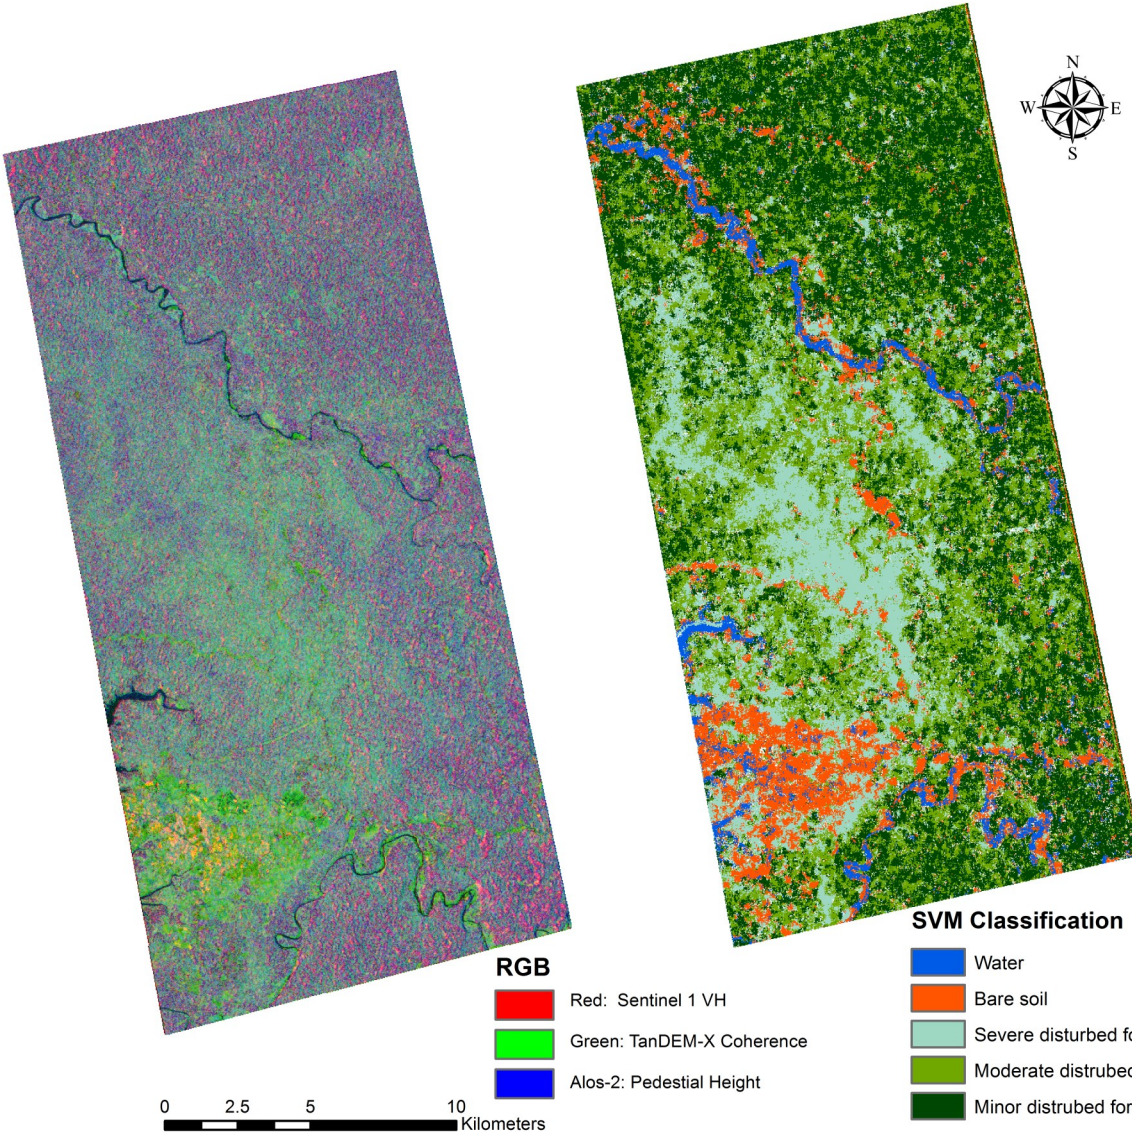 N
W E
S
SVM Classification
Water
Bare soil
Severe disturbed fo
Moderate distrubed
Minor distrubed for
RGB
Red: Sentinel 1 VH
Green: TanDEM-X Coherence
Alos-2: Pedestial Height
0 2.5 5 10
Kilometers